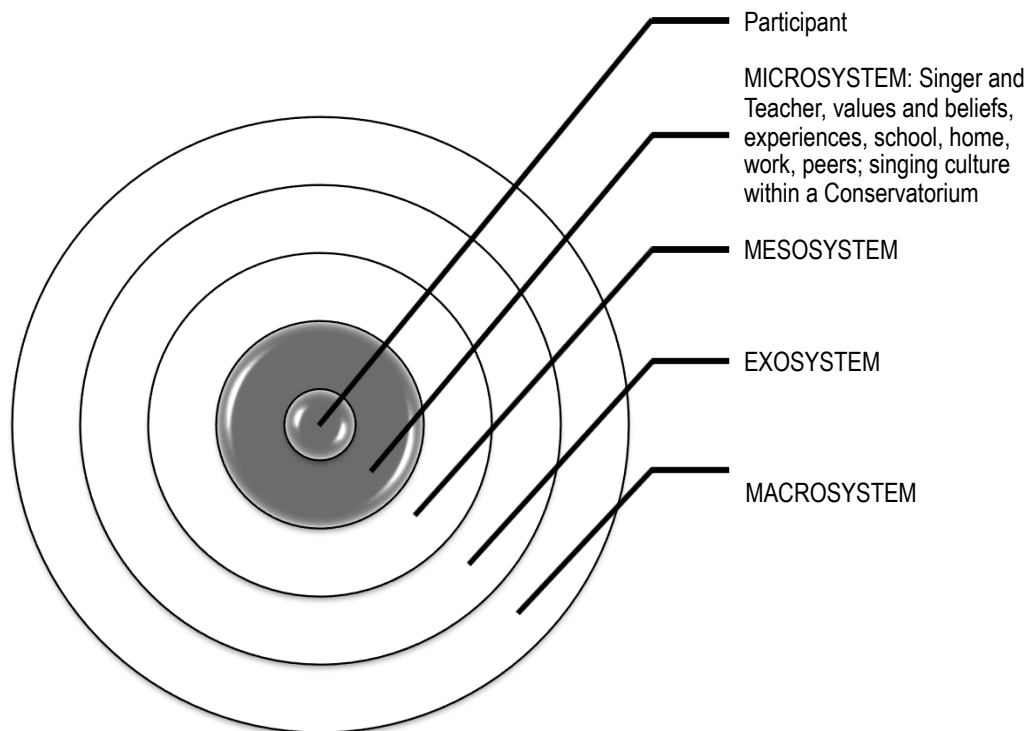 Participant
MICROSYSTEM: Singer and
Teacher, values and beliefs,
experiences, school, home,
work, peers; singing culture
within a Conservatorium
MESOSYSTEM
EXOSYSTEM
MACROSYSTEM